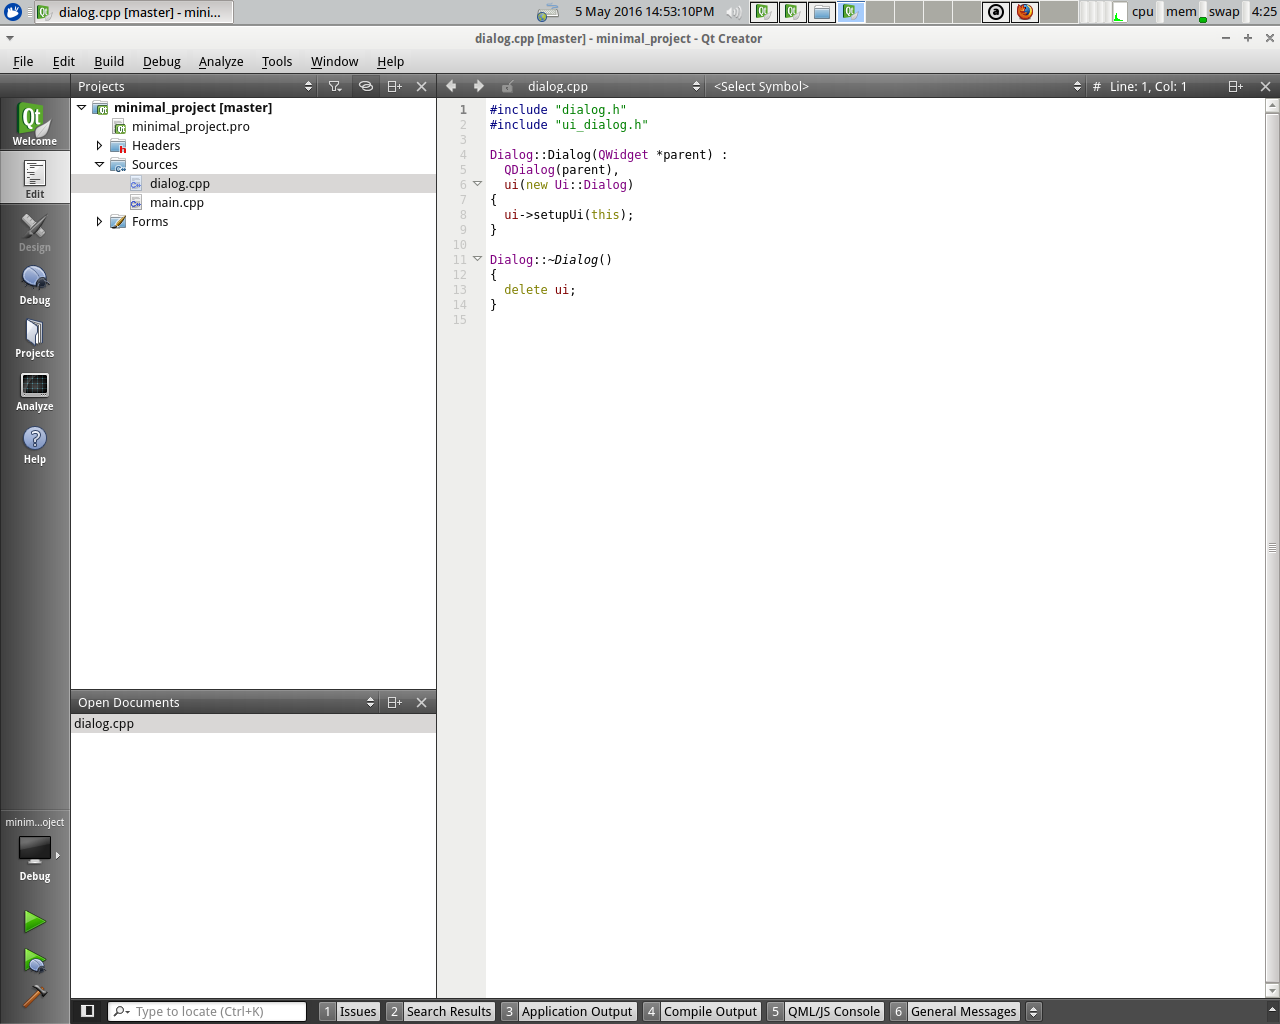 dialog.cpp [master] - mini...
5 May 2016 14:53:10PM
cpu
mem
swap
4:25
dialog.cpp [master] - minimal_project - Qt Creator
File Edit Build Debug Analyze Tools Window Help
Projects
dialog.cpp
<Select Symbol>
# Line: 1, Col: 1
Welcome
Edit
Design
Debug
Projects
Analyze
Help
minimal_project [master]
minimal_project.pro
Headers
Sources
dialog.cpp
main.cpp
Forms
1 #include "dialog.h"
2 #include "ui_dialog.h"
3
4 Dialog::Dialog(QWidget *parent) :
5 QDialog(parent),
6 ui(new Ui::Dialog)
7 {
8 ui->setupUi(this);
9 }
10
11 Dialog::~Dialog()
12 {
13 delete ui;
14 }
15
Open Documents
dialog.cpp
minim...oject
Debug
Type to locate (Ctrl+K)
1 Issues
2 Search Results
3 Application Output
4 Compile Output
5 QML/JS Console
6 General Messages